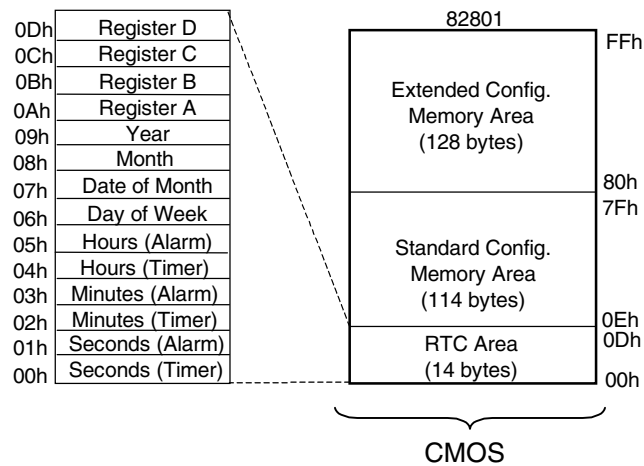 0Dh Register D
0Ch Register C
0Bh Register B
0Ah Register A
09h Year
08h Month
07h Date of Month
06h Day of Week
05h Hours (Alarm)
04h Hours (Timer)
03h Minutes (Alarm)
02h Minutes (Timer)
01h Seconds (Alarm)
00h Seconds (Timer)
82801
FFh
Extended Config.
Memory Area
(128 bytes)
80h
7Fh
Standard Config.
Memory Area
(114 bytes)
0Eh
0Dh
RTC Area
(14 bytes)
00h
CMOS